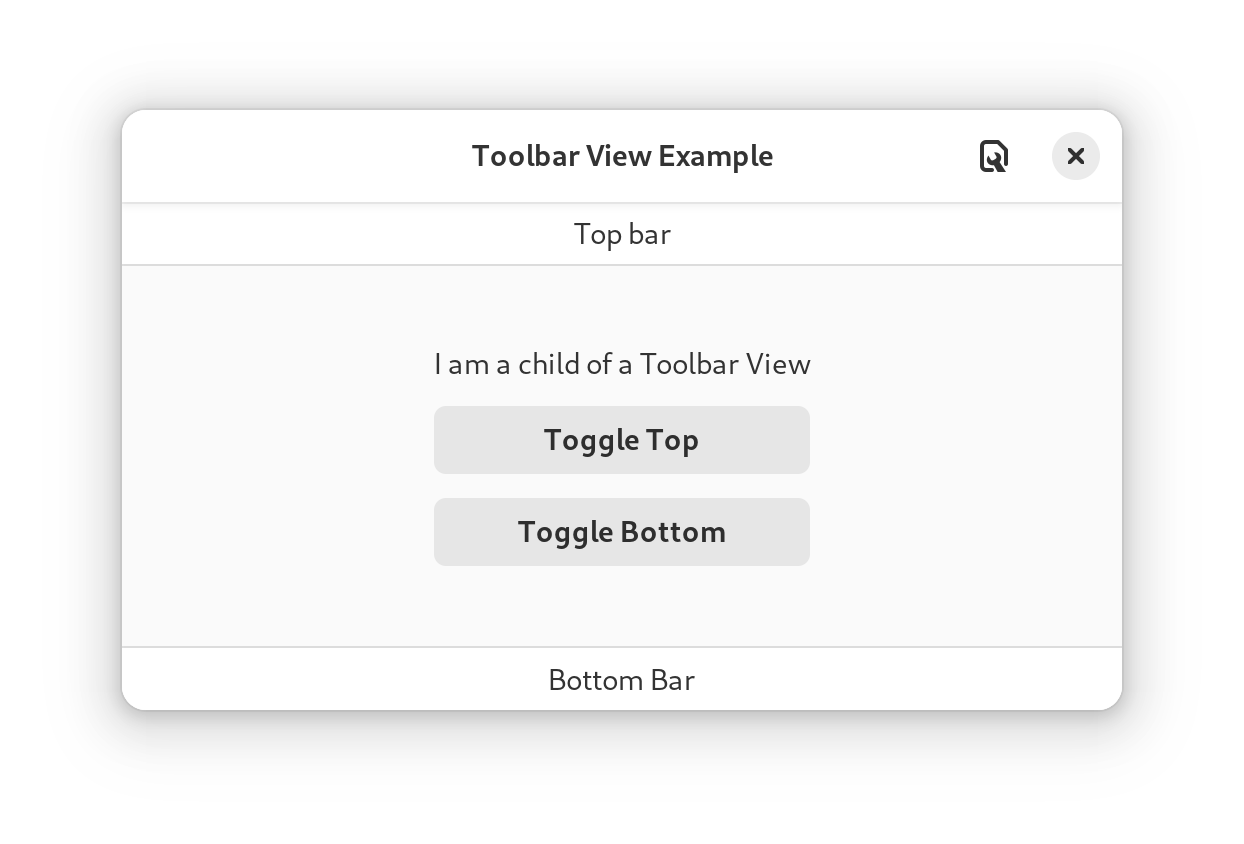 Toolbar View Example
Top bar
I am a child of a Toolbar View
Toggle Top
Toggle Bottom
Bottom Bar